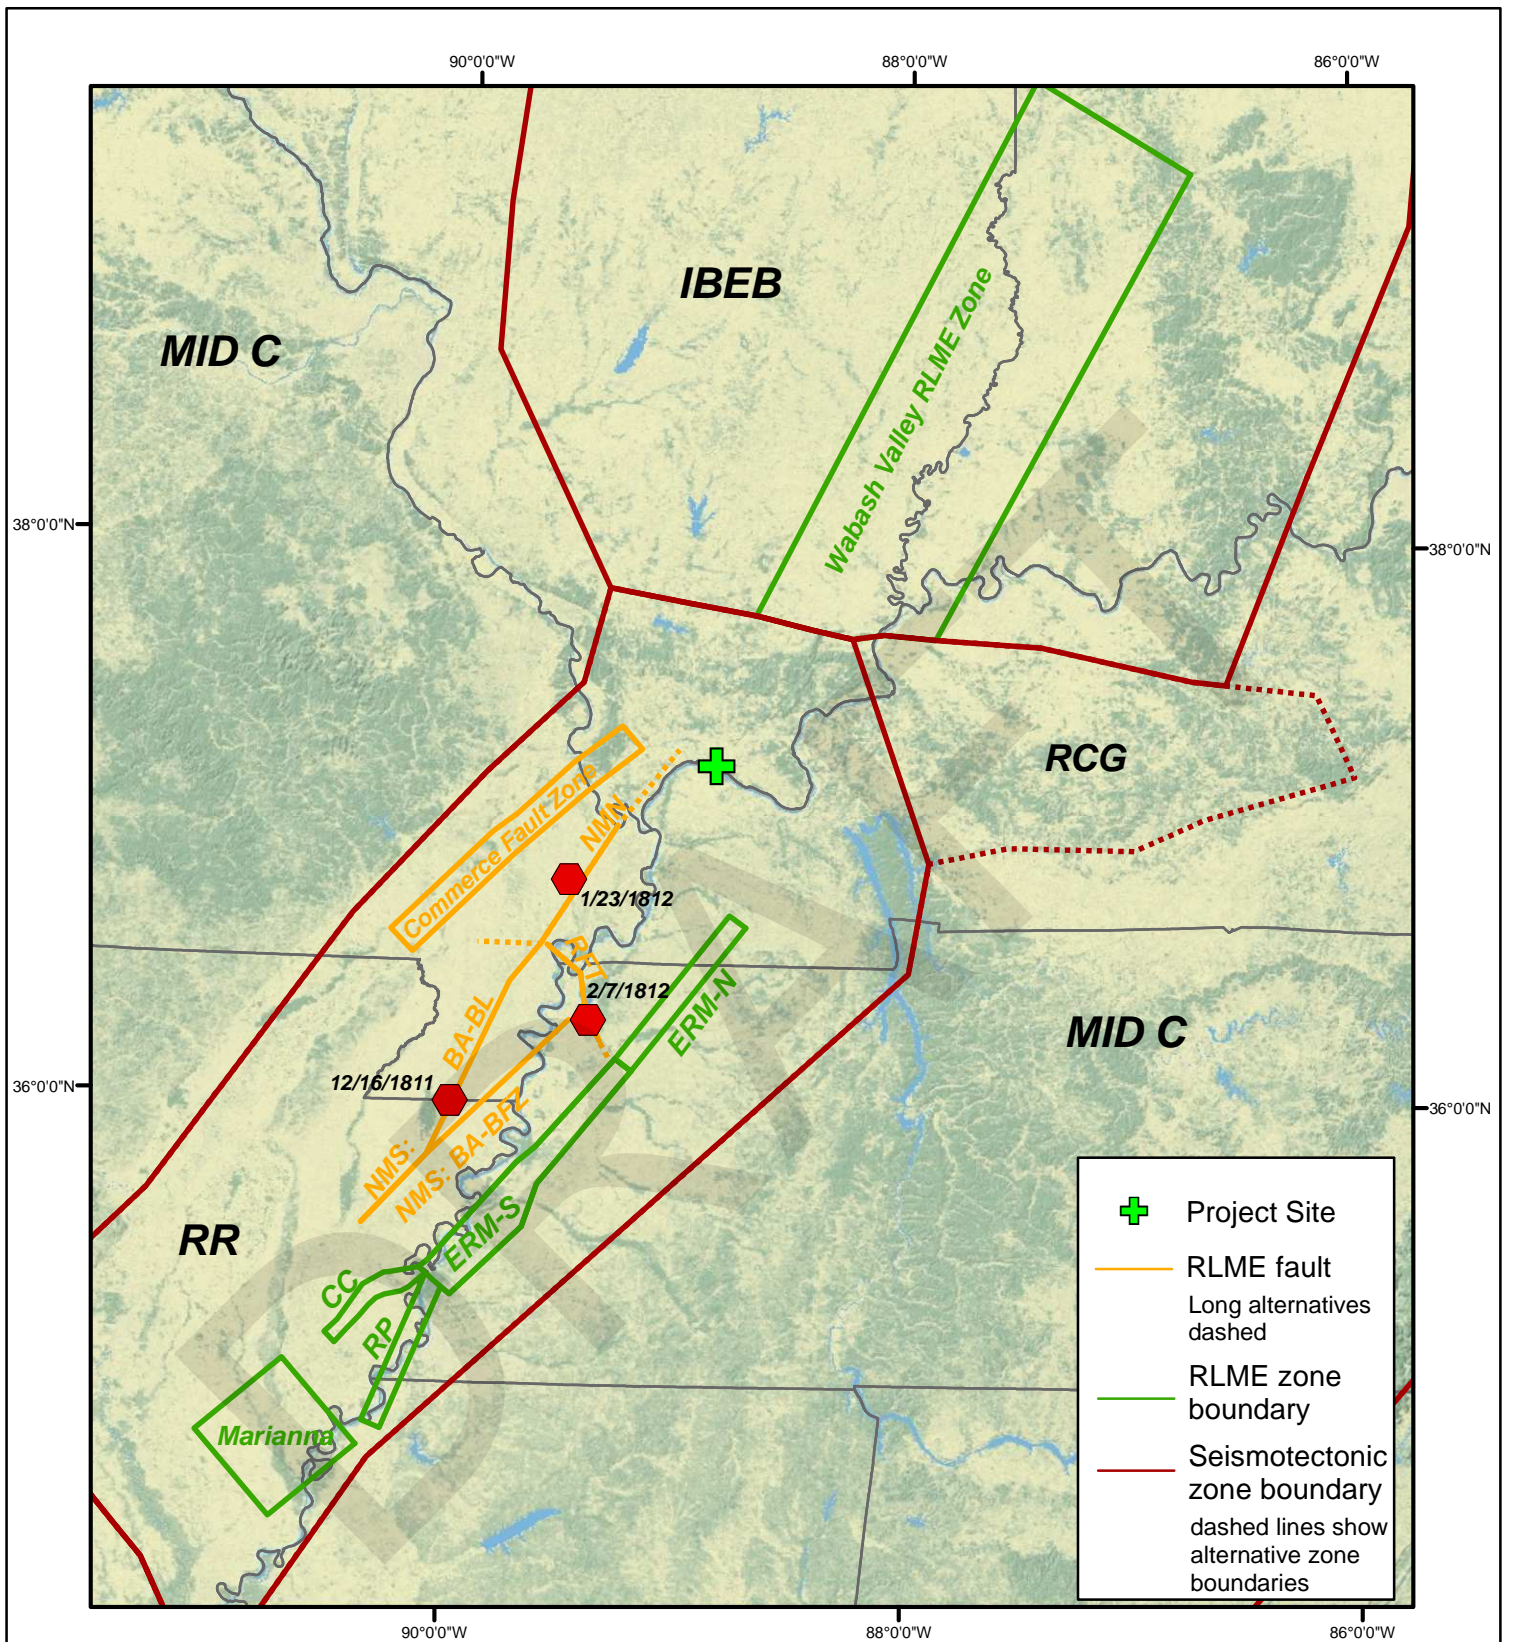 90°0'0"W
88°0'0"W
86°0'0"W
IBEB
MID C
Wabash Valley RLME Zone
38°0'0"N
38°0'0"N
RCG
Commerce Fault Zone
NMN
1/23/1812
RFT
2/7/1812
ERM-N
MID C
BA-BL
12/16/1811
36°0'0"N
36°0'0"N
NMS:
NMS: BA-BFZ
ERM-S
RR
CC
RP
Marianna
Project Site
RLME fault
Long alternatives
dashed
RLME zone
boundary
Seismotectonic
zone boundary
dashed lines show
alternative zone
boundaries
90°0'0"W
88°0'0"W
86°0'0"W
DRAFT